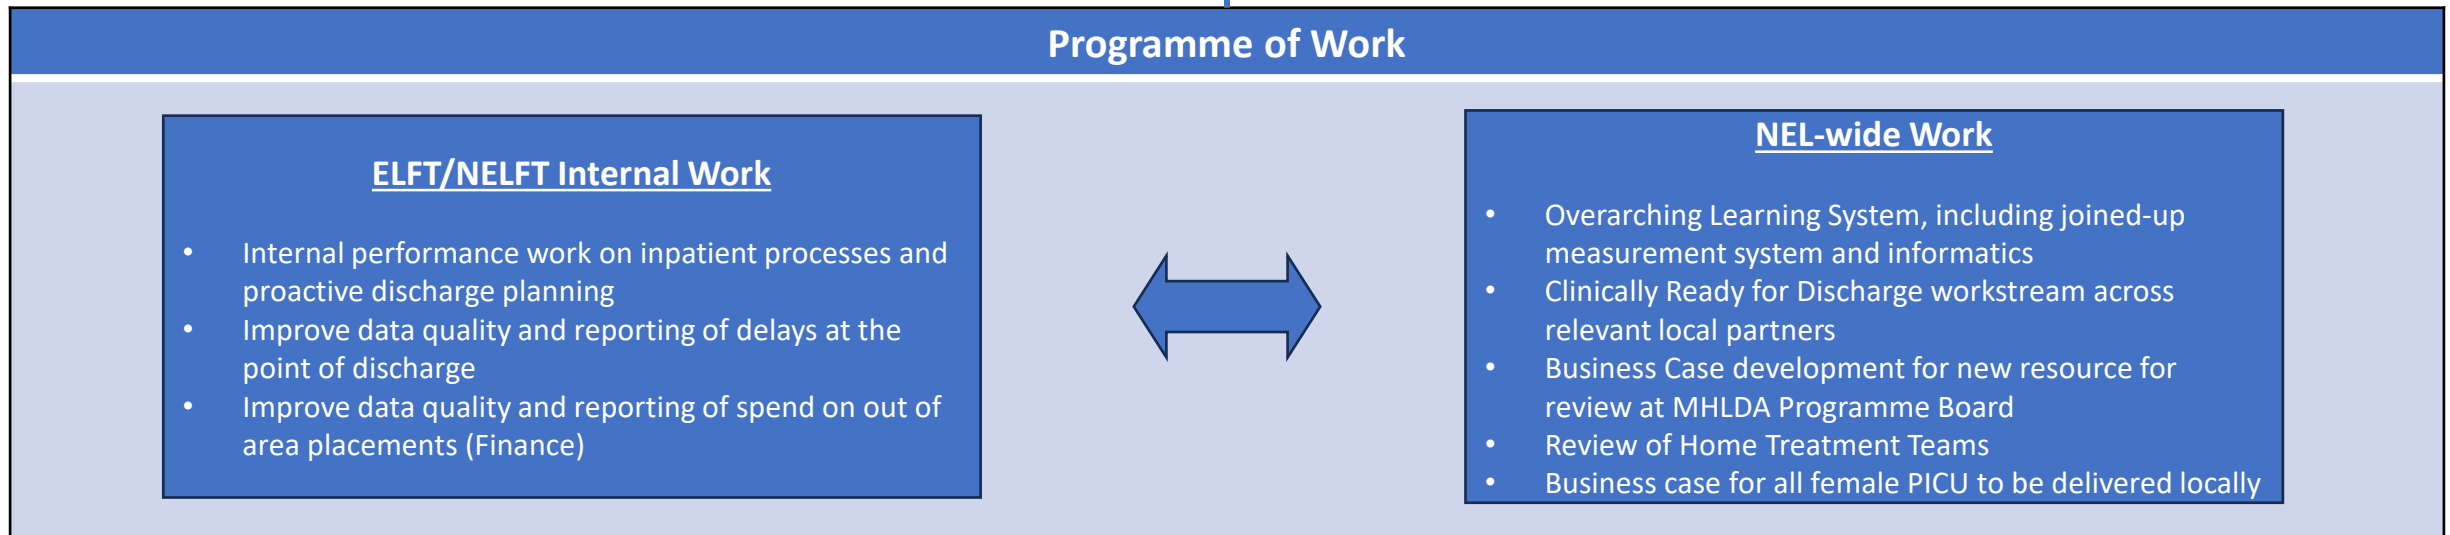 Programme of Work
ELFT/NELFT Internal Work
• Internal performance work on inpatient processes and
proactive discharge planning
• Improve data quality and reporting of delays at the
point of discharge
• Improve data quality and reporting of spend on out of
area placements (Finance)
NEL-wide Work
• Overarching Learning System, including joined-up
measurement system and informatics
• Clinically Ready for Discharge workstream across
relevant local partners
• Business Case development for new resource for
review at MHLDA Programme Board
• Review of Home Treatment Teams
• Business case for all female PICU to be delivered locally